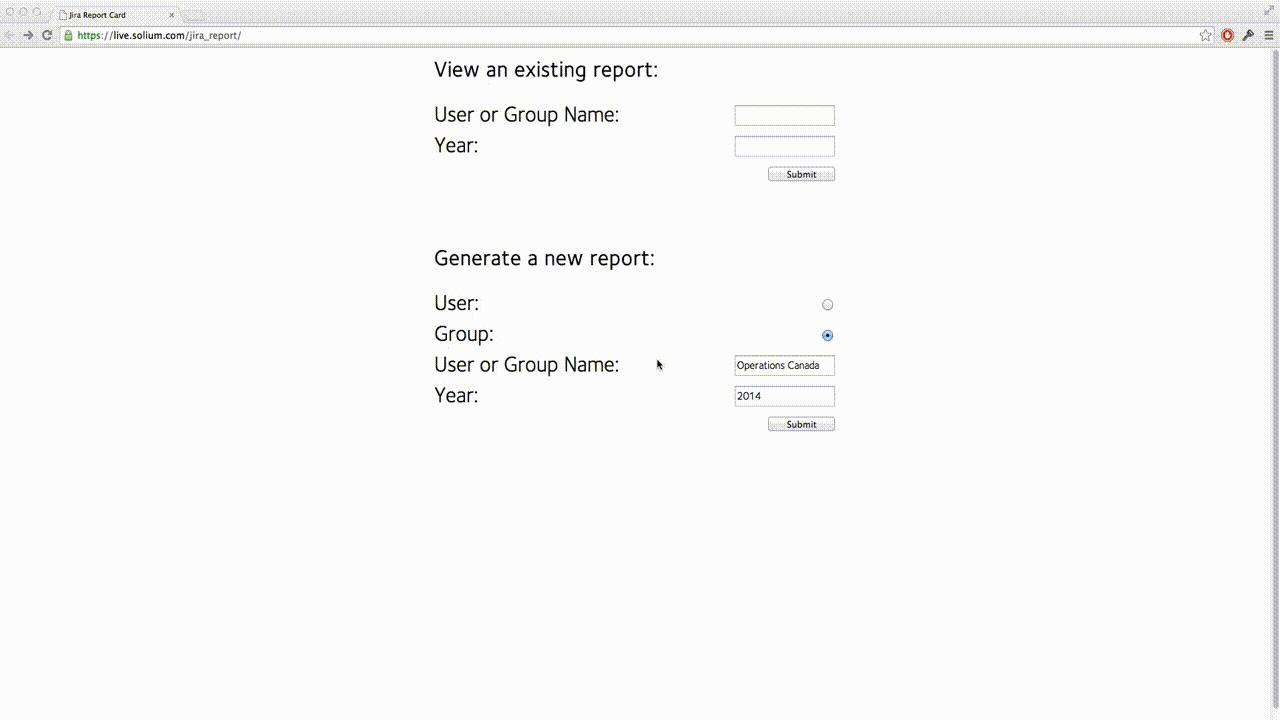 Jira Report Card
https://live.solium.com/jira_report/
View an existing report:
User or Group Name:
Year:
Submit
Generate a new report:
User:
Group:
User or Group Name: Operations Canada
Year: 2014
Submit